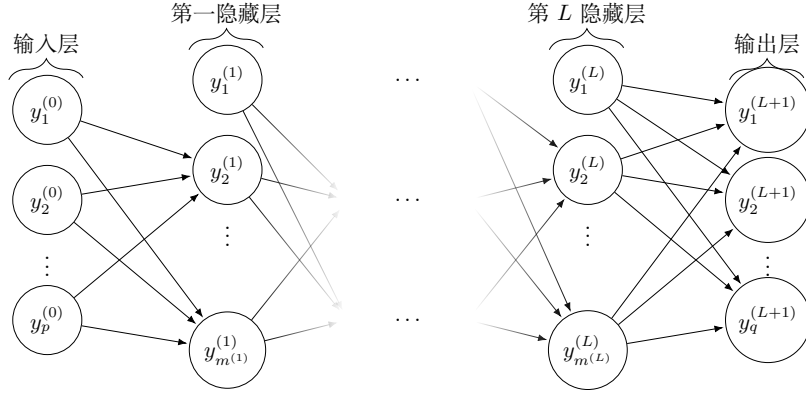 第一隐藏层
第 L 隐藏层
输入层
输出层
y_1^{(0)}
y_2^{(0)}
⋮
y_p^{(0)}
y_1^{(1)}
y_2^{(1)}
⋮
y_{m^{(1)}}^{(1)}
⋯
⋯
⋯
y_1^{(L)}
y_2^{(L)}
⋮
y_{m^{(L)}}^{(L)}
y_1^{(L+1)}
y_2^{(L+1)}
⋮
y_q^{(L+1)}